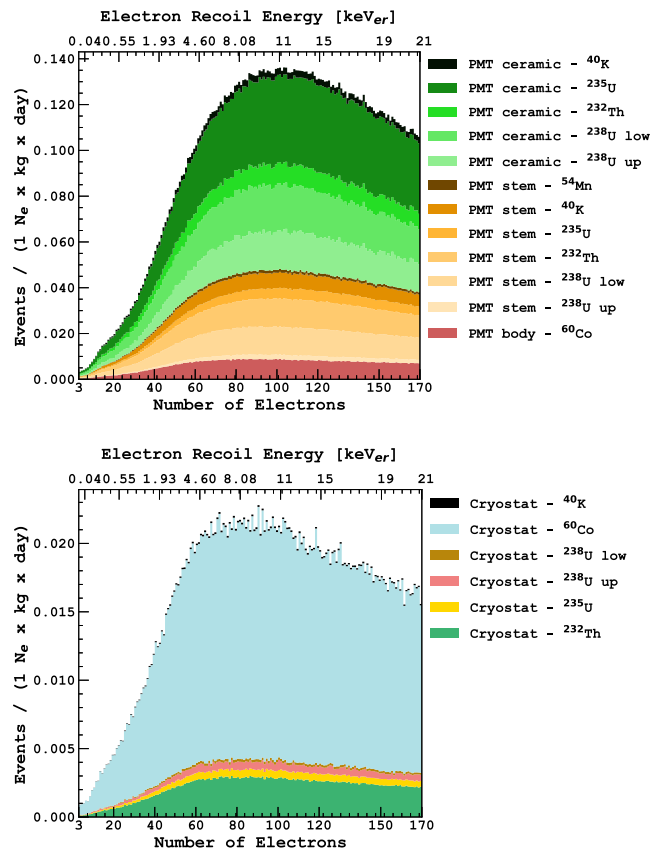 Electron Recoil Energy [keVer]
0.04 0.55 1.93 4.60 8.08 11 15 19 21
Events / (1 Ne x kg x day)
0.140
0.120
0.100
0.080
0.060
0.040
0.020
0.000
3 20 40 60 80 100 120 150 170
Number of Electrons
PMT ceramic - ⁴⁰K
PMT ceramic - ²³⁵U
PMT ceramic - ²³²Th
PMT ceramic - ²³⁸U low
PMT ceramic - ²³⁸U up
PMT stem - ⁵⁴Mn
PMT stem - ⁴⁰K
PMT stem - ²³⁵U
PMT stem - ²³²Th
PMT stem - ²³⁸U low
PMT stem - ²³⁸U up
PMT body - ⁶⁰Co
Electron Recoil Energy [keVer]
0.04 0.55 1.93 4.60 8.08 11 15 19 21
Events / (1 Ne x kg x day)
0.020
0.015
0.010
0.005
0.000
3 20 40 60 80 100 120 150 170
Number of Electrons
Cryostat - ⁴⁰K
Cryostat - ⁶⁰Co
Cryostat - ²³⁸U low
Cryostat - ²³⁸U up
Cryostat - ²³⁵U
Cryostat - ²³²Th